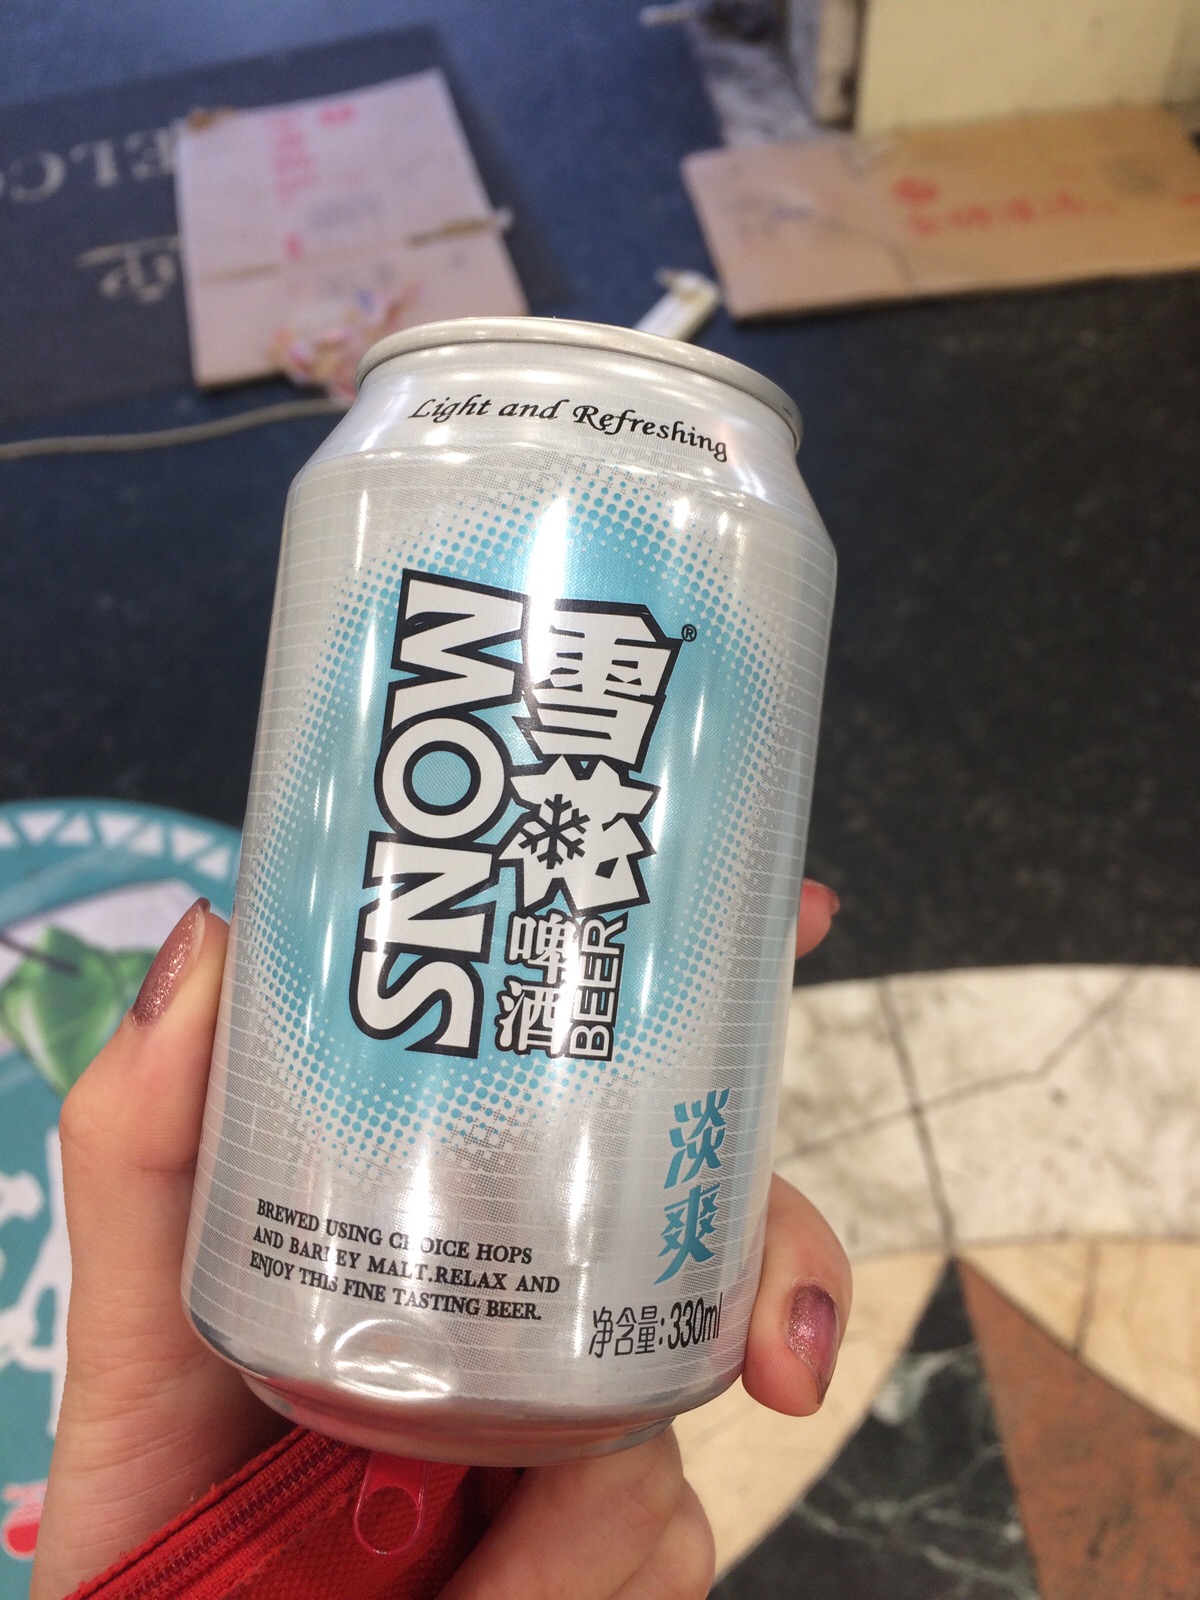 Light and Refreshing
SNOW
雪花®
啤酒
BEER
淡爽
BREWED USING CHOICE HOPS
AND BARLEY MALT.RELAX AND
ENJOY THIS FINE TASTING BEER.
净含量:330ml
ELC